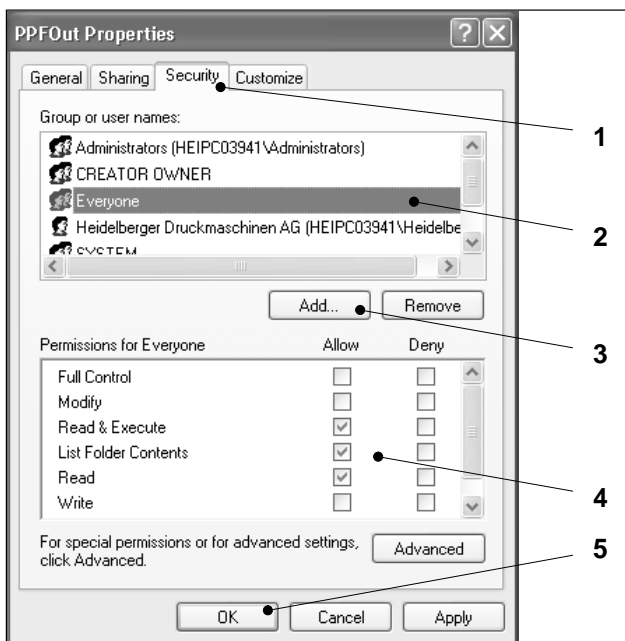 PPFOut Properties
General Sharing Security Customize
1
Group or user names:
Administrators (HEIPC03941\Administrators)
CREATOR OWNER
Everyone
2
Heidelberger Druckmaschinen AG (HEIPC03941\Heidelbe
SYSTEM
Add... Remove
3
Permissions for Everyone Allow Deny
Full Control
Modify
Read & Execute
List Folder Contents
Read
4
Write
For special permissions or for advanced settings,
click Advanced.
Advanced
5
OK Cancel Apply